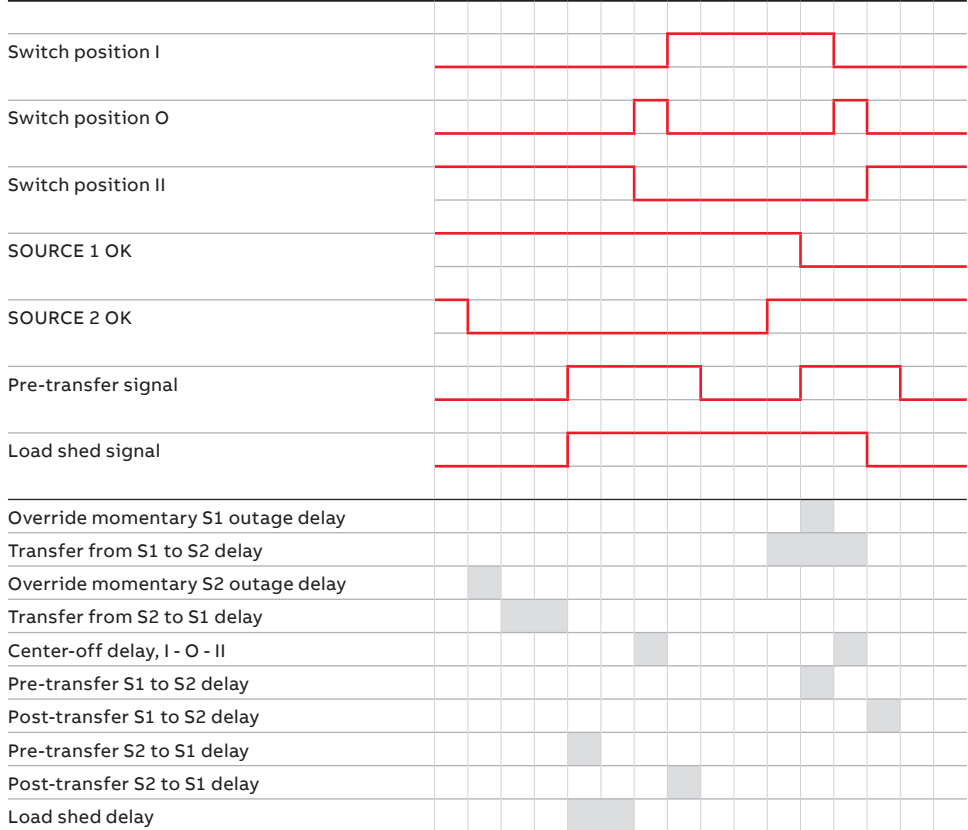 Switch position I
Switch position O
Switch position II
SOURCE 1 OK
SOURCE 2 OK
Pre-transfer signal
Load shed signal
Override momentary S1 outage delay
Transfer from S1 to S2 delay
Override momentary S2 outage delay
Transfer from S2 to S1 delay
Center-off delay, I - O - II
Pre-transfer S1 to S2 delay
Post-transfer S1 to S2 delay
Pre-transfer S2 to S1 delay
Post-transfer S2 to S1 delay
Load shed delay